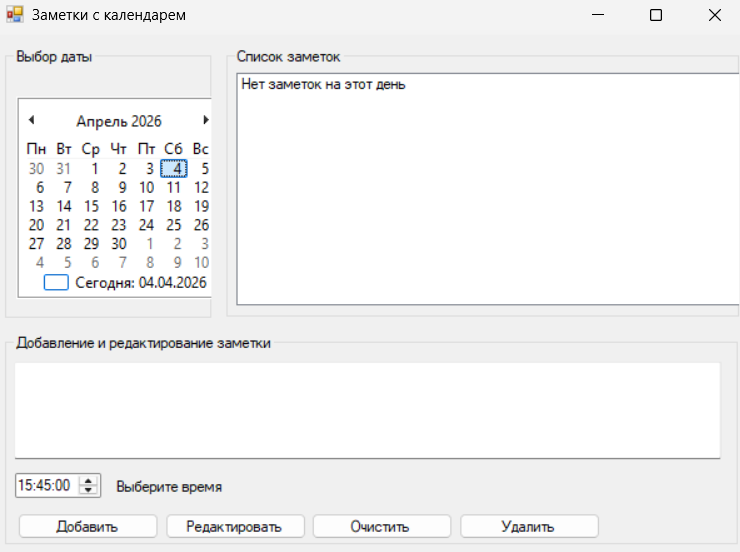 Заметки с календарем
Выбор даты
Апрель 2026
Пн Вт Ср Чт Пт Сб Вс
30 31 1 2 3 4 5
6 7 8 9 10 11 12
13 14 15 16 17 18 19
20 21 22 23 24 25 26
27 28 29 30 1 2 3
4 5 6 7 8 9 10
Сегодня: 04.04.2026
Список заметок
Нет заметок на этот день
Добавление и редактирование заметки
15:45:00 Выберите время
Добавить Редактировать Очистить Удалить